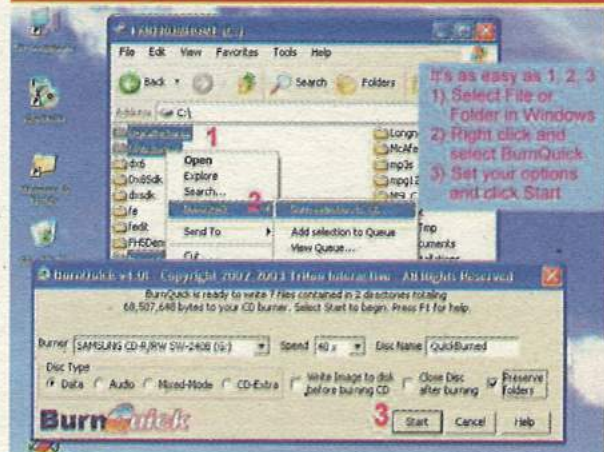 File Edit View Favorites Tools Help
Back Search Folders
Address C:\
1
dx6
Dx8Sdk
dxsdk
fe
fedit
Open
Explore
Search...
2
Send To
Cut
Add selection to Queue
View Queue...
mp3s
It's as easy as 1, 2, 3
1) Select File or
Folder in Windows
2) Right click and
select BurnQuick
3) Set your options
and click Start
BurnQuick v1.01 Copyright 2002-2003 Triton Interactive All Rights Reserved
BurnQuick is ready to write 7 files contained in 2 directories totaling
68,507,648 bytes to your CD burner. Select Start to begin. Press F1 for help.
Burner SAMSUNG CD-R/RW SW-240B (G:) Speed 40 x Disc Name QuickBurned
Disc Type
Data Audio Mixed-Mode CD-Extra
Write Image to disk
before burning CD
Close Disc
after burning
Preserve
folders
BurnQuick
3 Start Cancel Help